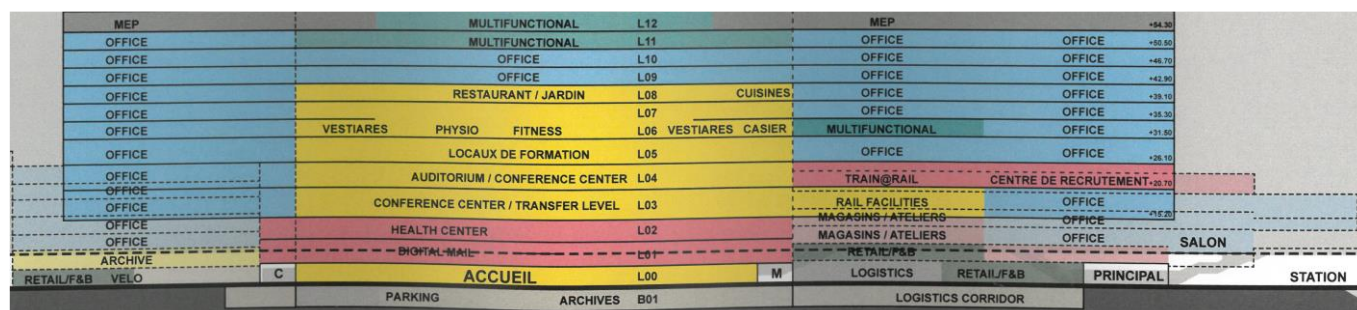 MEP MULTIFUNCTIONAL L12 MEP +54.30
OFFICE MULTIFUNCTIONAL L11 OFFICE OFFICE +50.50
OFFICE OFFICE L10 OFFICE OFFICE +46.70
OFFICE OFFICE L09 OFFICE OFFICE +42.90
OFFICE RESTAURANT / JARDIN L08 CUISINES OFFICE OFFICE +39.10
OFFICE L07 OFFICE OFFICE +35.30
OFFICE VESTIARES PHYSIO FITNESS L06 VESTIARES CASIER MULTIFUNCTIONAL OFFICE +31.50
OFFICE LOCAUX DE FORMATION L05 OFFICE OFFICE +26.10
OFFICE AUDITORIUM / CONFERENCE CENTER L04 TRAIN@RAIL CENTRE DE RECRUTEMENT +20.70
OFFICE
OFFICE CONFERENCE CENTER / TRANSFER LEVEL L03 RAIL FACILITIES OFFICE +15.20
MAGASINS / ATELIERS OFFICE
OFFICE HEALTH CENTER L02
OFFICE MAGASINS / ATELIERS OFFICE SALON
ARCHIVE DIGITAL MAIL L01 RETAIL/F&B
RETAIL/F&B VELO C ACCUEIL L00 M LOGISTICS RETAIL/F&B PRINCIPAL STATION
PARKING ARCHIVES B01 LOGISTICS CORRIDOR